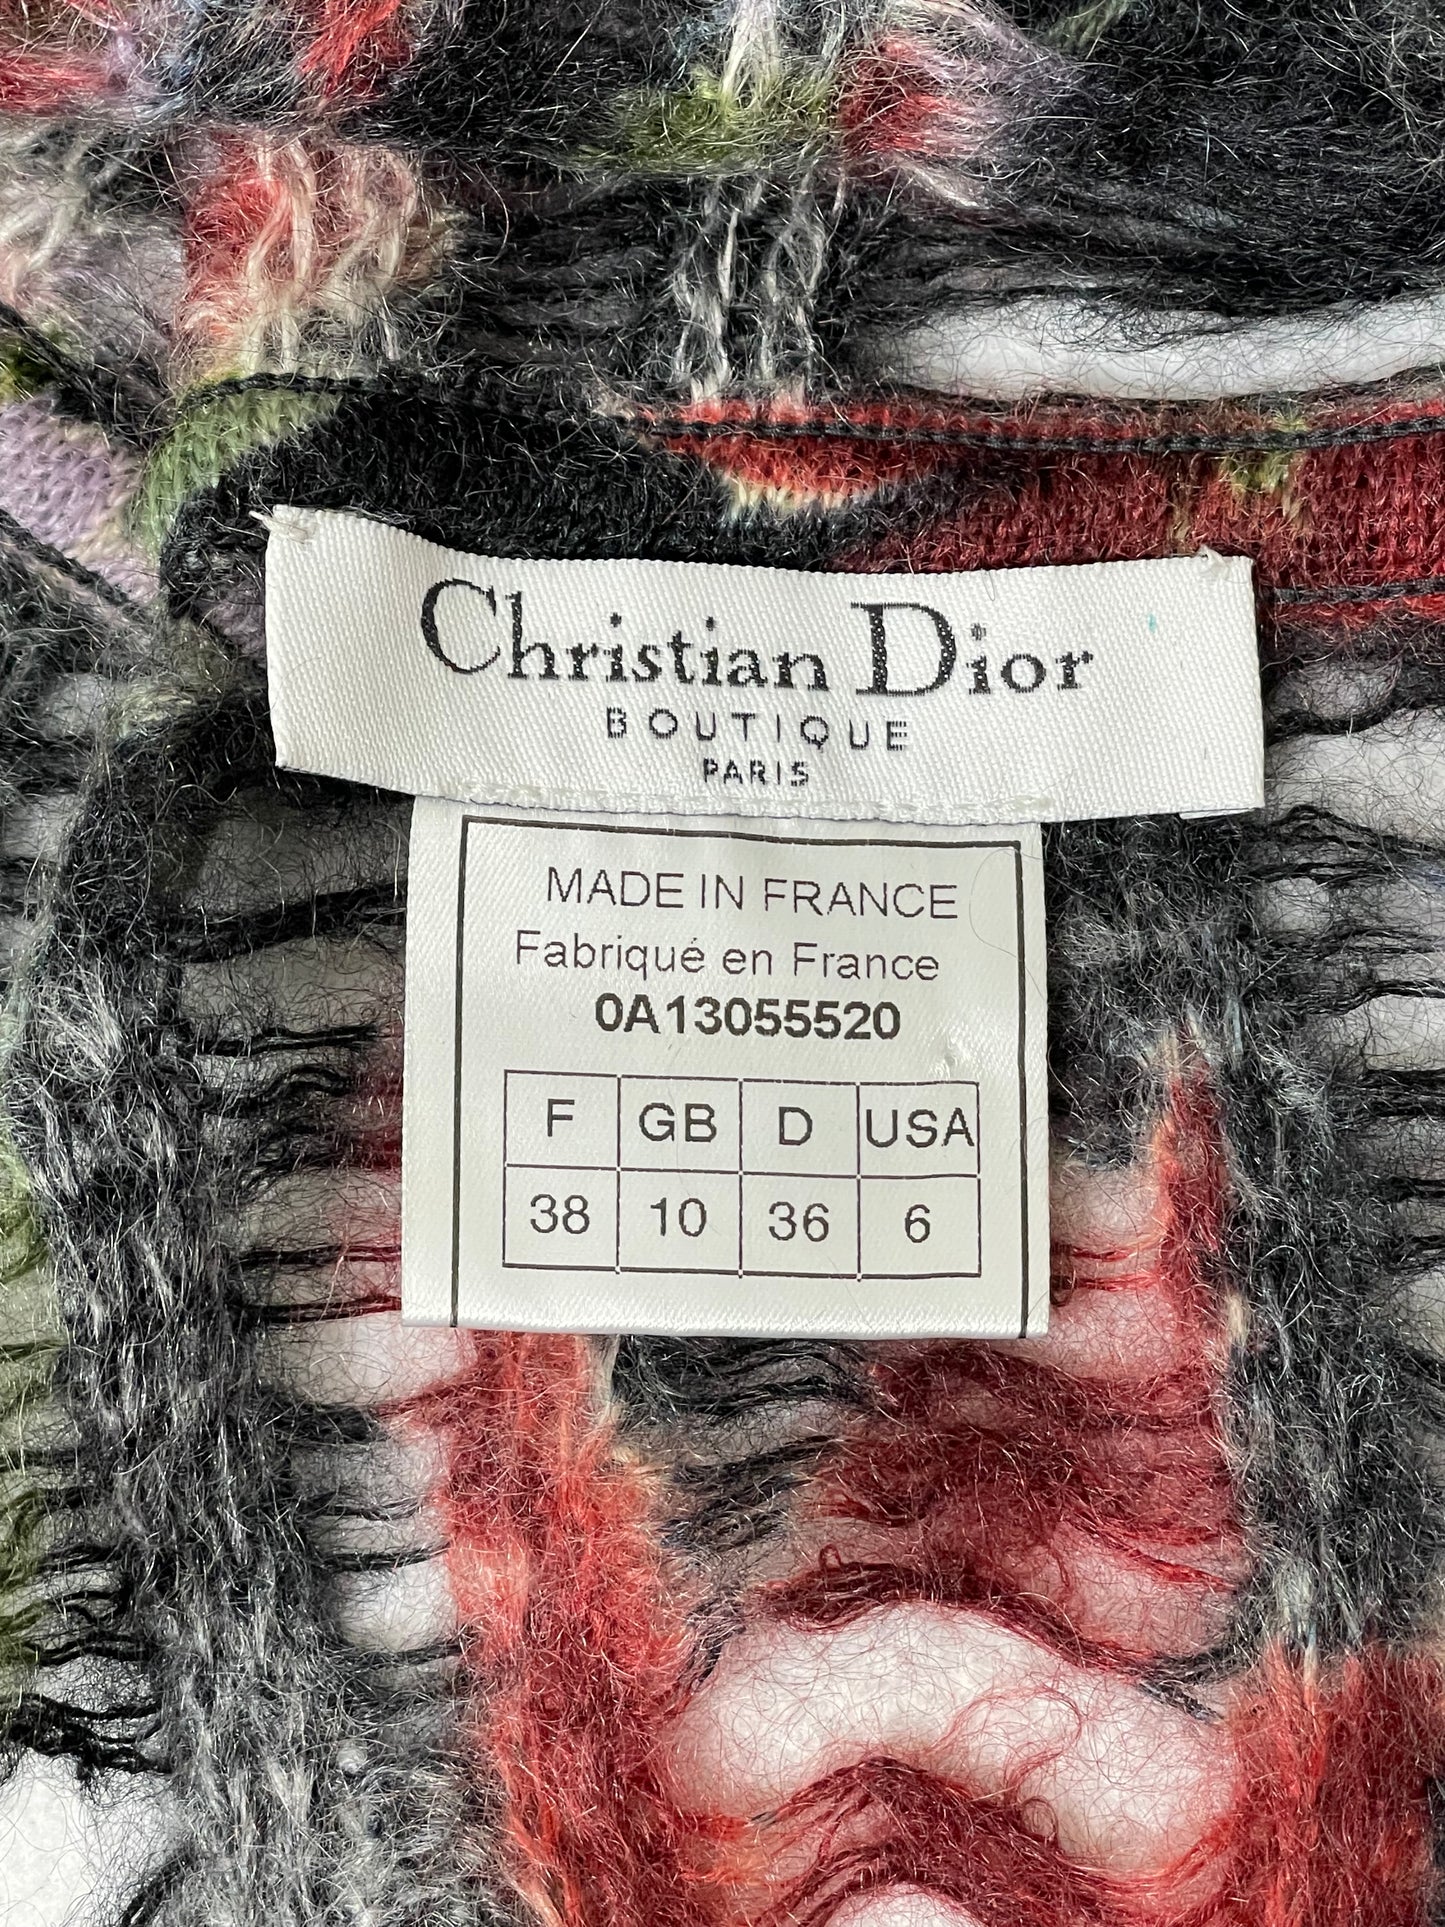 Christian Dior
BOUTIQUE
PARIS
MADE IN FRANCE
Fabriqué en France
0A13055520
F GB D USA
38 10 36 6